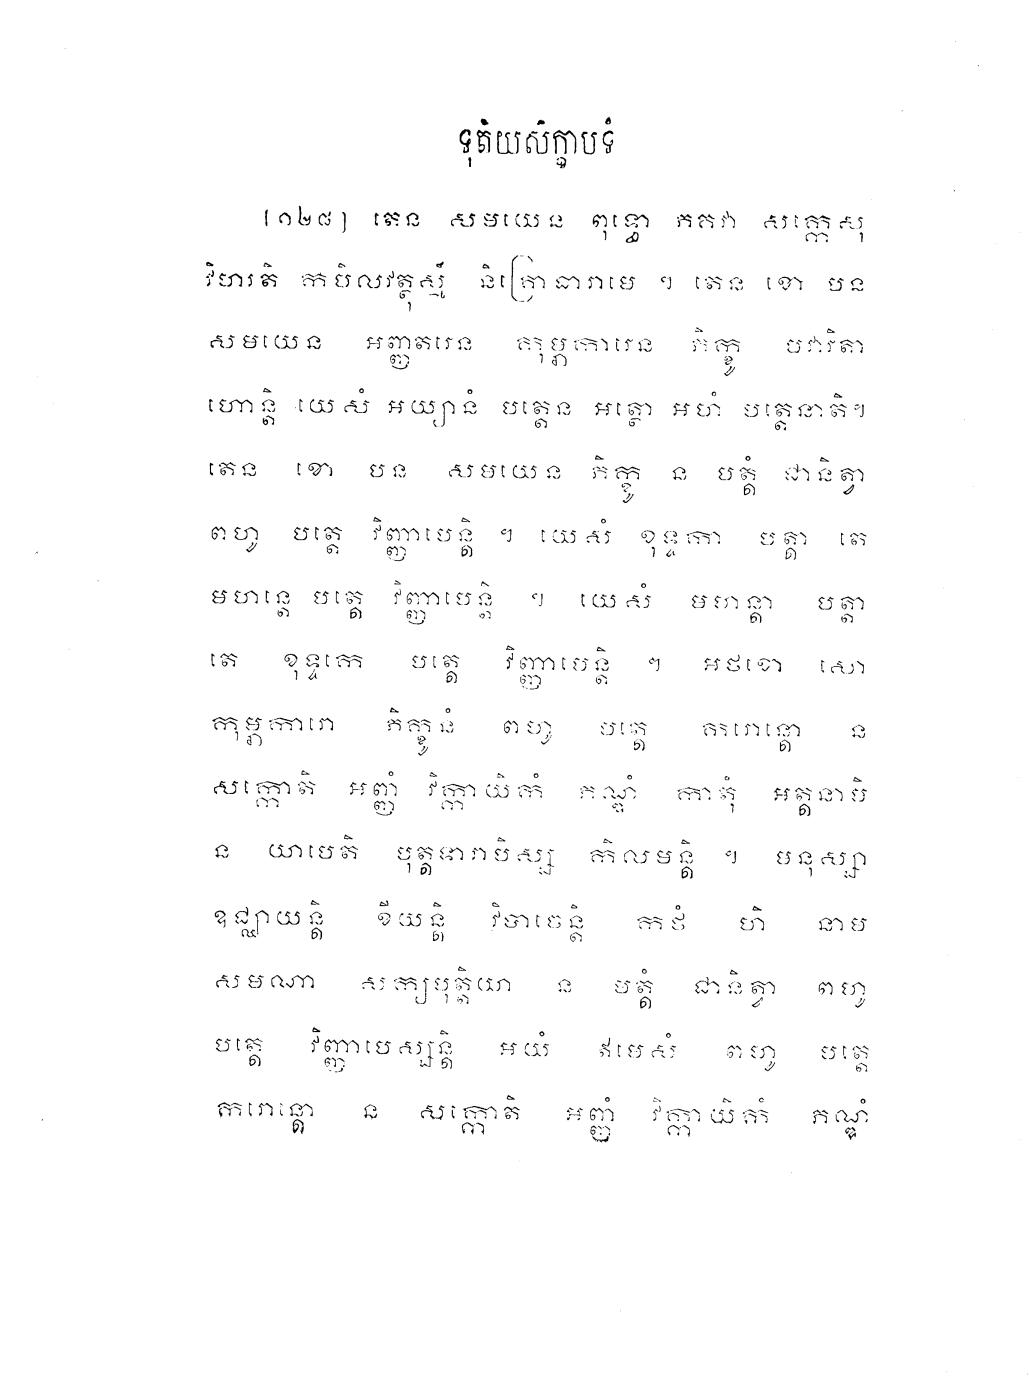 ទុតិយសិក្ខាបទំ
[១២៨] តេន សមយេន ពុទ្ធោ ភគវា សក្កេសុ
វិហរតិ កបិលវត្ថុស្មឹ និគ្រោធារាមេ ។ តេន ខោ បន
សមយេន អញ្ញតរេន កុម្ភការេន ភិក្ខូ បវារិតា
ហោន្តិ យេសំ អយ្យានំ បត្តេន អត្ថោ អហំ បត្តេនាតិ។
តេន ខោ បន សមយេន ភិក្ខូ ន មត្តំ ជានិត្វា
ពហូ បត្តេ វិញ្ញាបេន្តិ ។ យេសំ ខុទ្ទកា បត្តា តេ
មហន្តេ បត្តេ វិញ្ញាបេន្តិ ។ យេសំ មហន្តា បត្តា
តេ ខុទ្ទកេ បត្តេ វិញ្ញាបេន្តិ ។ អថខោ សោ
កុម្ភការោ ភិក្ខូនំ ពហូ បត្តេ ករោន្តោ ន
សក្កោតិ អញ្ញំ វិក្កាយិកំ ភណ្ឌំ កាតុំ អត្តនាបិ
ន យាបេតិ បុត្តទារាបិស្ស កិលមន្តិ ។ មនុស្សា
ឧជ្ឈាយន្តិ ខីយន្តិ វិបាចេន្តិ កថំ ហិ នាម
សមណា សក្យបុត្តិយា ន មត្តំ ជានិត្វា ពហូ
បត្តេ វិញ្ញាបេស្សន្តិ អយំ ឥមេសំ ពហូ បត្តេ
ករោន្តោ ន សក្កោតិ អញ្ញំ វិក្កាយិកំ ភណ្ឌំ